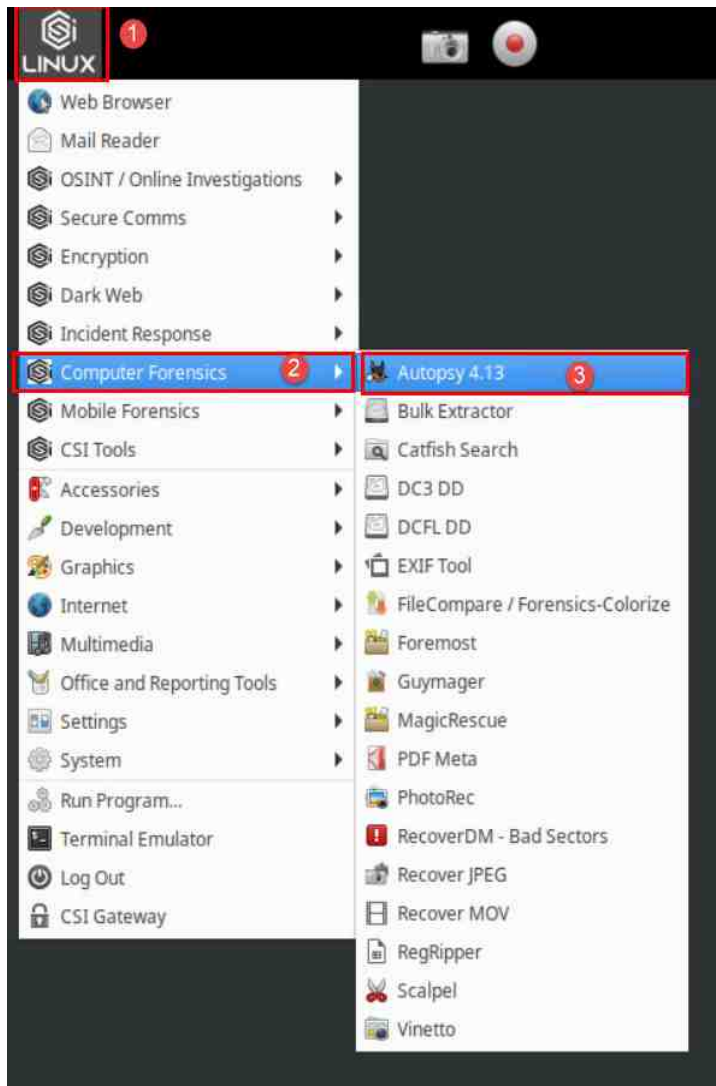 Si
LINUX
1
Web Browser
Mail Reader
OSINT / Online Investigations
Secure Comms
Encryption
Dark Web
Incident Response
Computer Forensics
2
Mobile Forensics
CSI Tools
Accessories
Development
Graphics
Internet
Multimedia
Office and Reporting Tools
Settings
System
Run Program...
Terminal Emulator
Log Out
CSI Gateway
Autopsy 4.13
3
Bulk Extractor
Catfish Search
DC3 DD
DCFL DD
EXIF Tool
FileCompare / Forensics-Colorize
Foremost
Guymager
MagicRescue
PDF Meta
PhotoRec
RecoverDM - Bad Sectors
Recover JPEG
Recover MOV
RegRipper
Scalpel
Vinetto